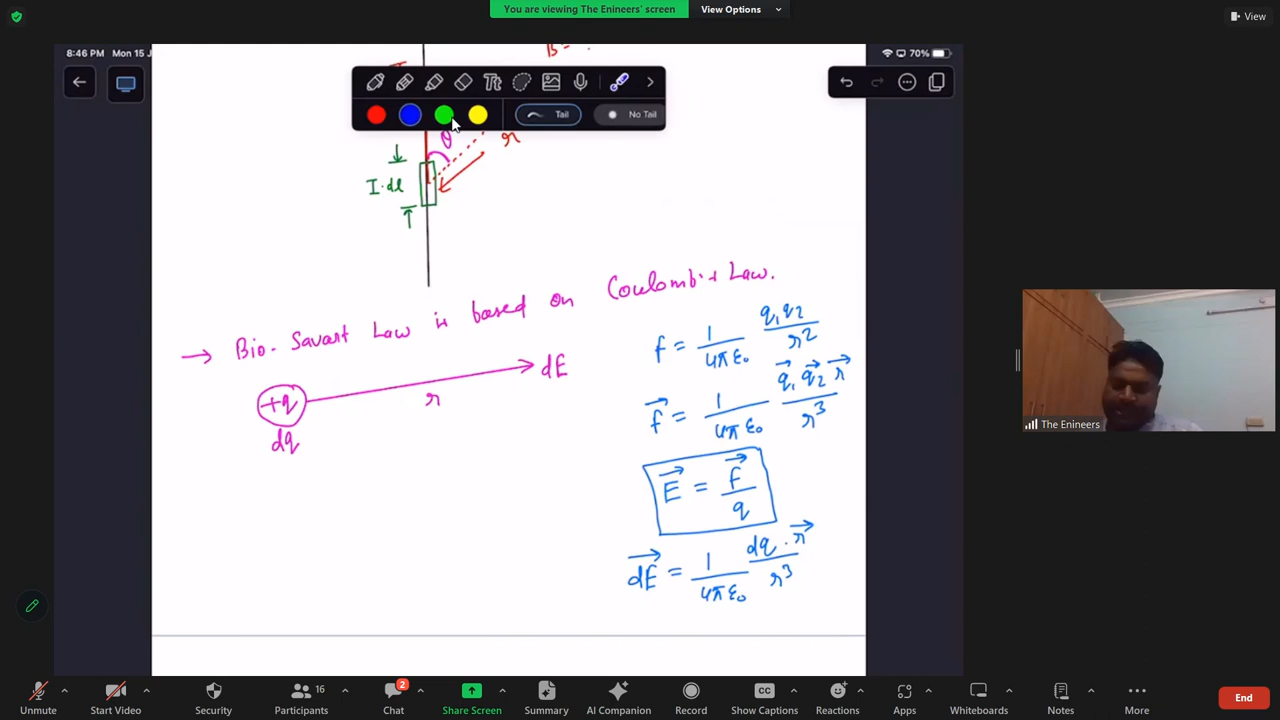 You are viewing The Enineers' screen
View Options
View
8:46 PM Mon 15 J
70%
Tail
No Tail
θ
r
I·dl
→ Bio-Savart Law is based on Coulomb's Law.
+q
dq
r
dE
f = 1/4πε₀ q₁q₂/r²
f⃗ = 1/4πε₀ q⃗₁q⃗₂r⃗/r³
E⃗ = f⃗/q
dE⃗ = 1/4πε₀ dq·r⃗/r³
The Enineers
Unmute
Start Video
Security
Participants
16
Chat
2
Share Screen
Summary
AI Companion
Record
CC
Show Captions
Reactions
Apps
Whiteboards
Notes
More
End